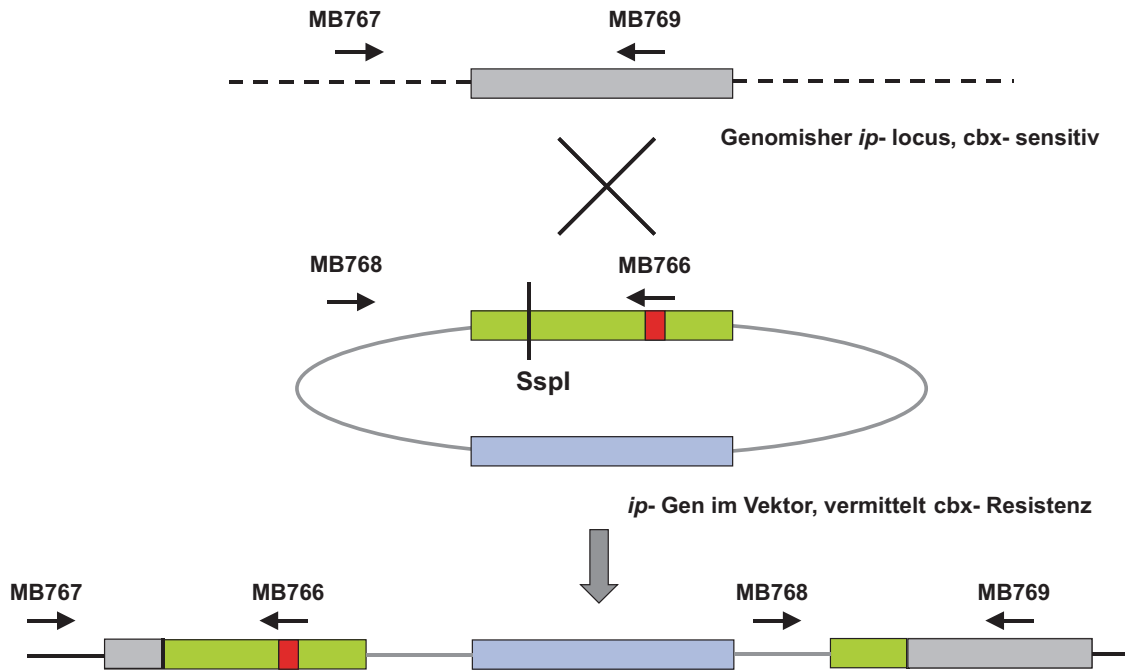 MB767
MB769
Genomisher ip- locus, cbx- sensitiv
MB768
MB766
SspI
ip- Gen im Vektor, vermittelt cbx- Resistenz
MB767
MB766
MB768
MB769